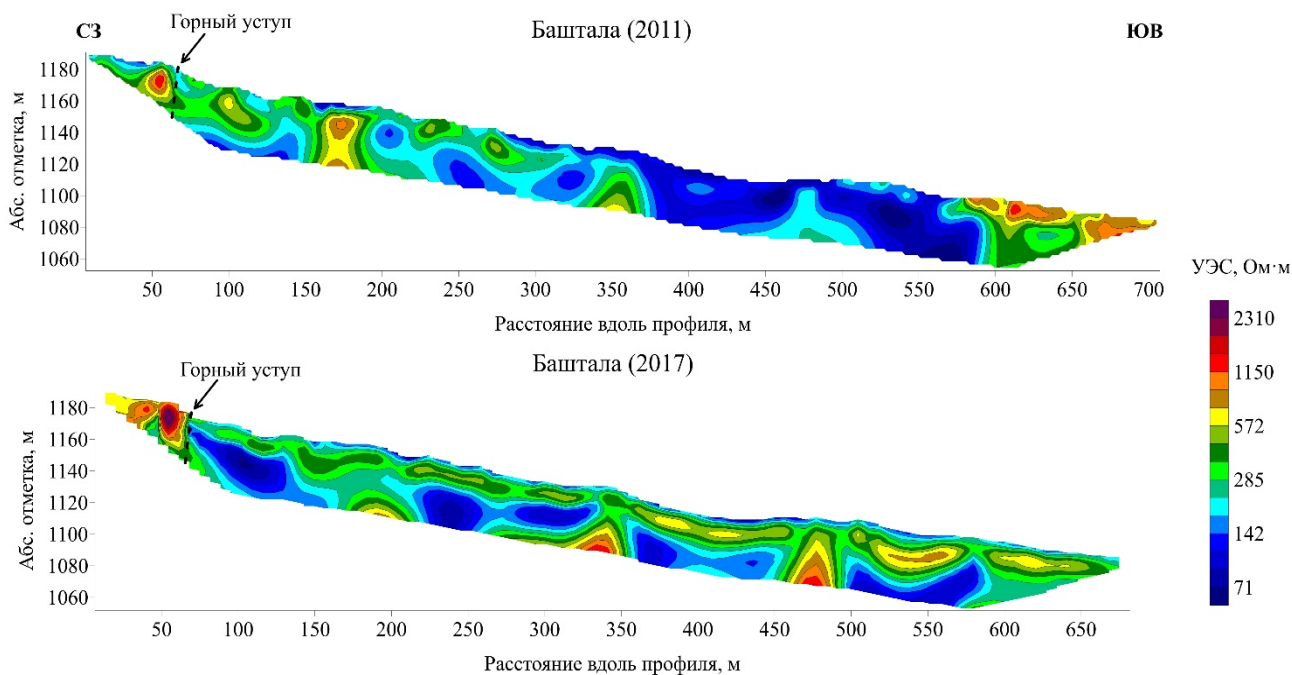 СЗ
Горный уступ
Баштала (2011)
ЮВ
Абс. отметка, м
1180
1160
1140
1120
1100
1080
1060
50 100 150 200 250 300 350 400 450 500 550 600 650 700
Расстояние вдоль профиля, м
УЭС, Ом·м
2310
1150
572
285
142
71
Горный уступ
Баштала (2017)
Абс. отметка, м
1180
1160
1140
1120
1100
1080
1060
50 100 150 200 250 300 350 400 450 500 550 600 650
Расстояние вдоль профиля, м